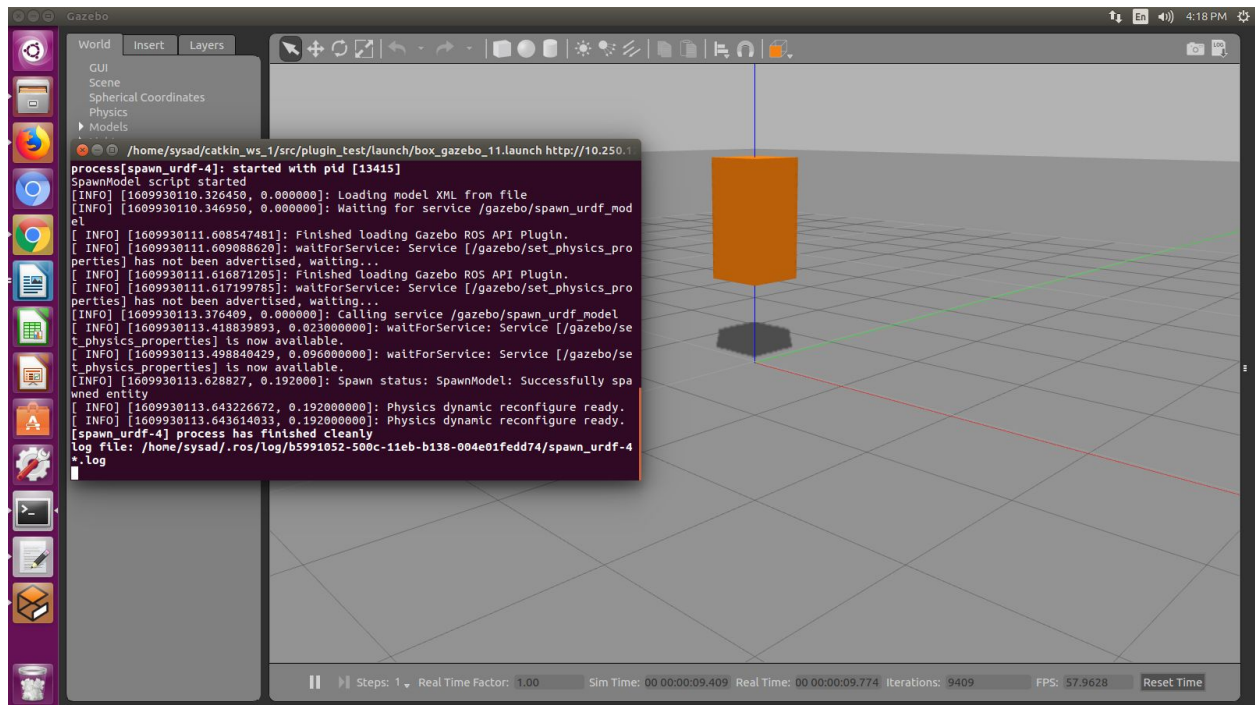 Gazebo
En
4:18 PM
World Insert Layers
GUI
Scene
Spherical Coordinates
Physics
Models
/home/sysad/catkin_ws_1/src/plugin_test/launch/box_gazebo_11.launch http://10.250.1
process[spawn_urdf-4]: started with pid [13415]
SpawnModel script started
[INFO] [1609930110.326450, 0.000000]: Loading model XML from file
[INFO] [1609930110.346950, 0.000000]: Waiting for service /gazebo/spawn_urdf_mod
el
[ INFO] [1609930111.608547481]: Finished loading Gazebo ROS API Plugin.
[ INFO] [1609930111.609088620]: waitForService: Service [/gazebo/set_physics_pro
perties] has not been advertised, waiting...
[ INFO] [1609930111.616871205]: Finished loading Gazebo ROS API Plugin.
[ INFO] [1609930111.617199785]: waitForService: Service [/gazebo/set_physics_pro
perties] has not been advertised, waiting...
[INFO] [1609930113.376409, 0.000000]: Calling service /gazebo/spawn_urdf_model
[ INFO] [1609930113.418839893, 0.023000000]: waitForService: Service [/gazebo/se
t_physics_properties] is now available.
[ INFO] [1609930113.498840429, 0.096000000]: waitForService: Service [/gazebo/se
t_physics_properties] is now available.
[INFO] [1609930113.628827, 0.192000]: Spawn status: SpawnModel: Successfully spa
wned entity
[ INFO] [1609930113.643226672, 0.192000000]: Physics dynamic reconfigure ready.
[ INFO] [1609930113.643614033, 0.192000000]: Physics dynamic reconfigure ready.
[spawn_urdf-4] process has finished cleanly
log file: /home/sysad/.ros/log/b5991052-500c-11eb-b138-004e01fedd74/spawn_urdf-4
*.log
Steps: 1 Real Time Factor: 1.00 Sim Time: 00 00:00:09.409 Real Time: 00 00:00:09.774 Iterations: 9409 FPS: 57.9628 Reset Time